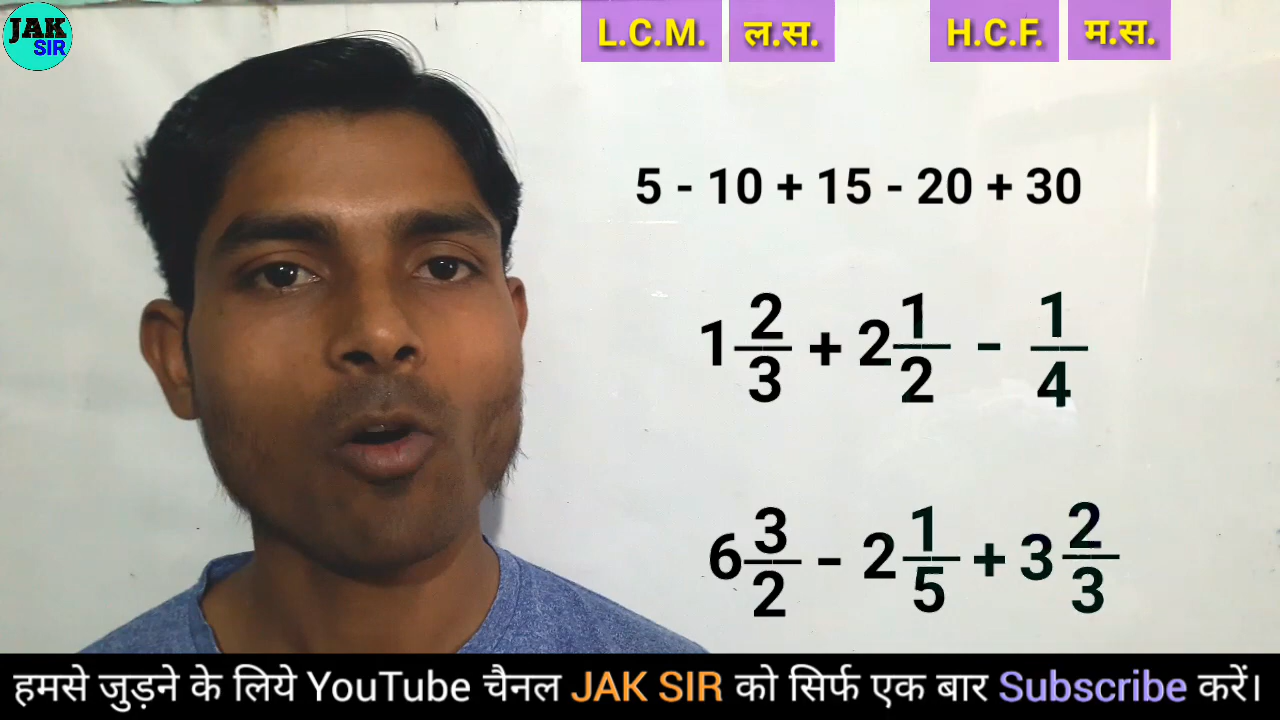 JAK
SIR
L.C.M. ल.स. H.C.F. म.स.
5 - 10 + 15 - 20 + 30
1 2/3 + 2 1/2 - 1/4
6 3/2 - 2 1/5 + 3 2/3
हमसे जुड़ने के लिये YouTube चैनल JAK SIR को सिर्फ एक बार Subscribe करें।